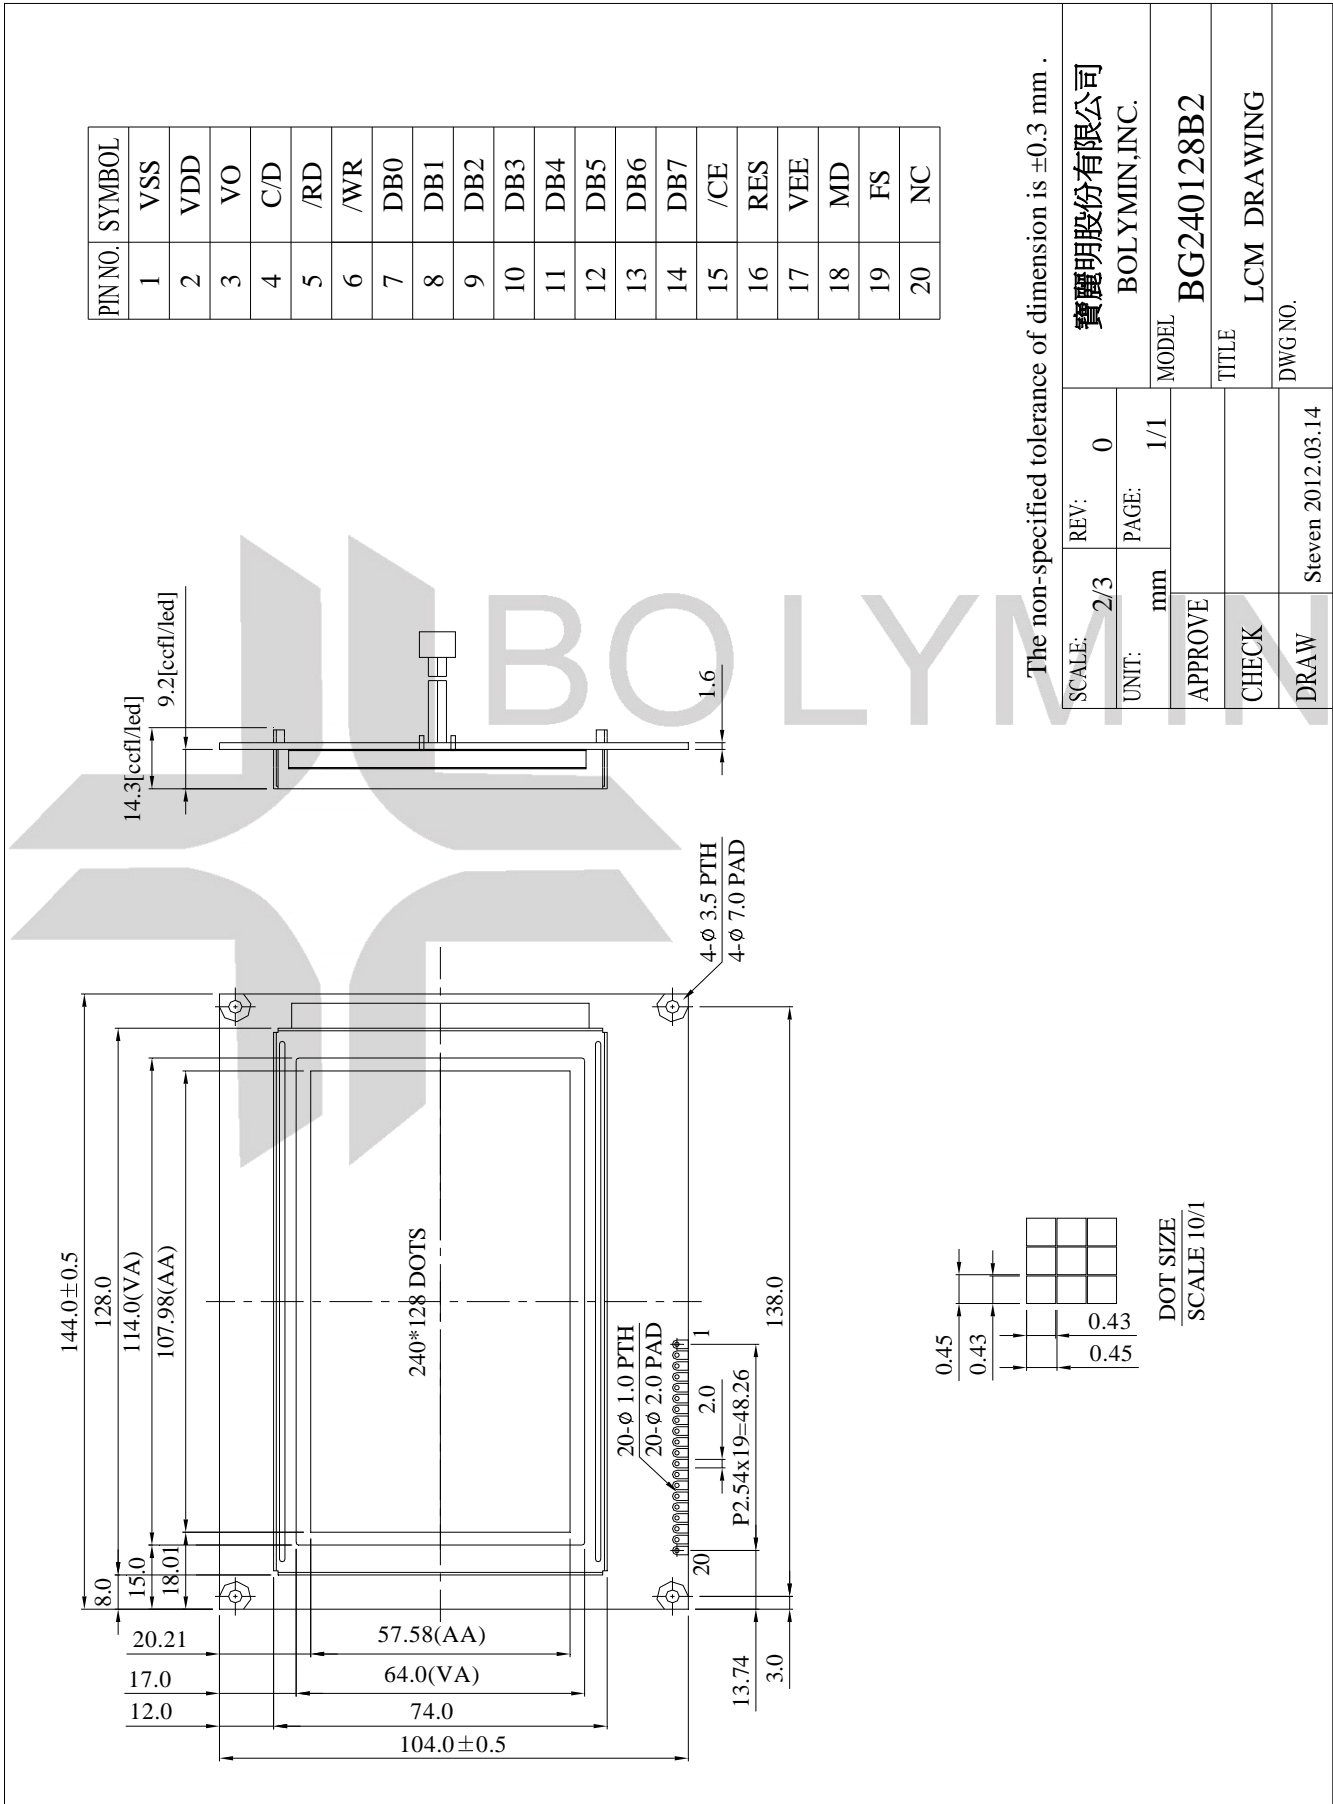 144.0±0.5
128.0
114.0(VA)
107.98(AA)
8.0
15.0
18.01
20.21
17.0
12.0
57.58(AA)
64.0(VA)
74.0
104.0±0.5
240*128 DOTS
20-ϕ 1.0 PTH
20-ϕ 2.0 PAD
1
20
2.0
P2.54x19=48.26
138.0
13.74
3.0
4-ϕ 3.5 PTH
4-ϕ 7.0 PAD
14.3[ccfl/led]
9.2[ccfl/led]
1.6
PIN NO. SYMBOL
1 VSS
2 VDD
3 VO
4 C/D
5 /RD
6 /WR
7 DB0
8 DB1
9 DB2
10 DB3
11 DB4
12 DB5
13 DB6
14 DB7
15 /CE
16 RES
17 VEE
18 MD
19 FS
20 NC
0.45
0.43
0.43
0.45
DOT SIZE
SCALE 10/1
The non-specified tolerance of dimension is ±0.3 mm .
SCALE: 2/3
REV: 0
寶麗明股份有限公司
BOLYMIN,INC.
UNIT: mm
PAGE: 1/1
MODEL
BG240128B2
APPROVE
TITLE
LCM DRAWING
CHECK
DRAW
Steven 2012.03.14
DWG NO.
BOLYMIN